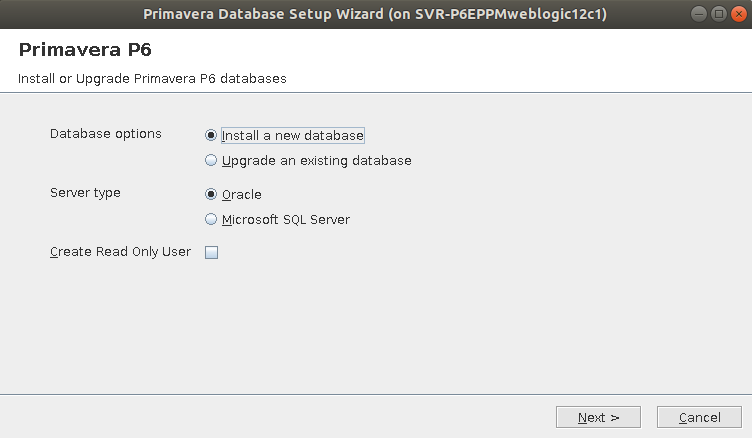 Primavera Database Setup Wizard (on SVR-P6EPPMweblogic12c1)
Primavera P6
Install or Upgrade Primavera P6 databases
Database options
Install a new database
Upgrade an existing database
Server type
Oracle
Microsoft SQL Server
Create Read Only User
Next >
Cancel